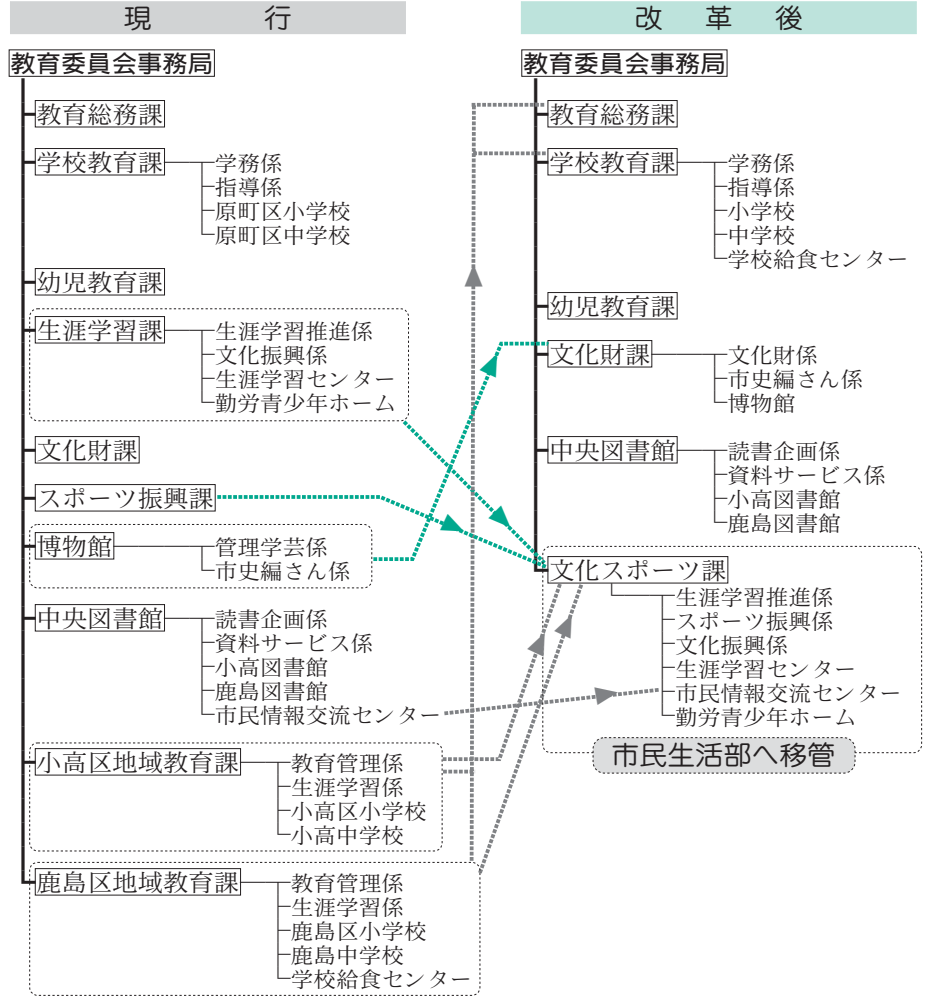 現行
教育委員会事務局
教育総務課
学校教育課
学務係
指導係
原町区小学校
原町区中学校
幼児教育課
生涯学習課
生涯学習推進係
文化振興係
生涯学習センター
勤労青少年ホーム
文化財課
スポーツ振興課
博物館
管理学芸係
市史編さん係
中央図書館
読書企画係
資料サービス係
小高図書館
鹿島図書館
市民情報交流センター
小高区地域教育課
教育管理係
生涯学習係
小高区小学校
小高中学校
鹿島区地域教育課
教育管理係
生涯学習係
鹿島区小学校
鹿島中学校
学校給食センター
改革後
教育委員会事務局
教育総務課
学校教育課
学務係
指導係
小学校
中学校
学校給食センター
幼児教育課
文化財課
文化財係
市史編さん係
博物館
中央図書館
読書企画係
資料サービス係
小高図書館
鹿島図書館
文化スポーツ課
生涯学習推進係
スポーツ振興係
文化振興係
生涯学習センター
市民情報交流センター
勤労青少年ホーム
市民生活部へ移管